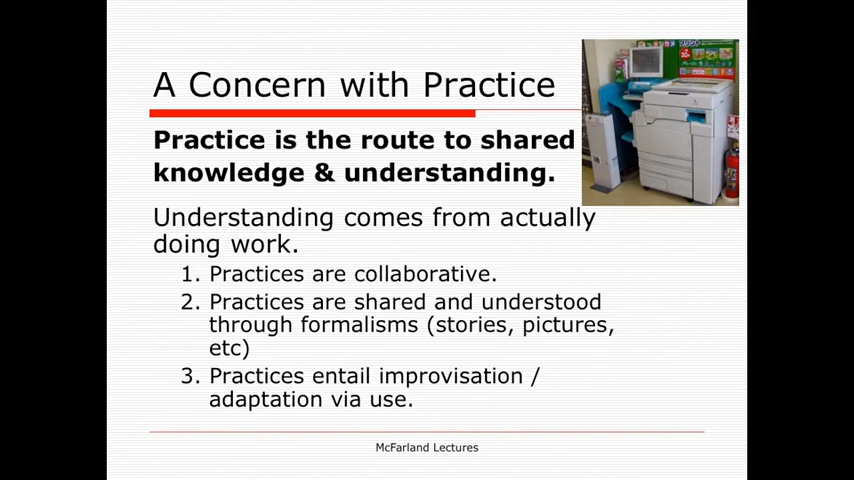 A Concern with Practice
Practice is the route to shared
knowledge & understanding.
Understanding comes from actually
doing work.
1. Practices are collaborative.
2. Practices are shared and understood
through formalisms (stories, pictures,
etc)
3. Practices entail improvisation /
adaptation via use.
McFarland Lectures